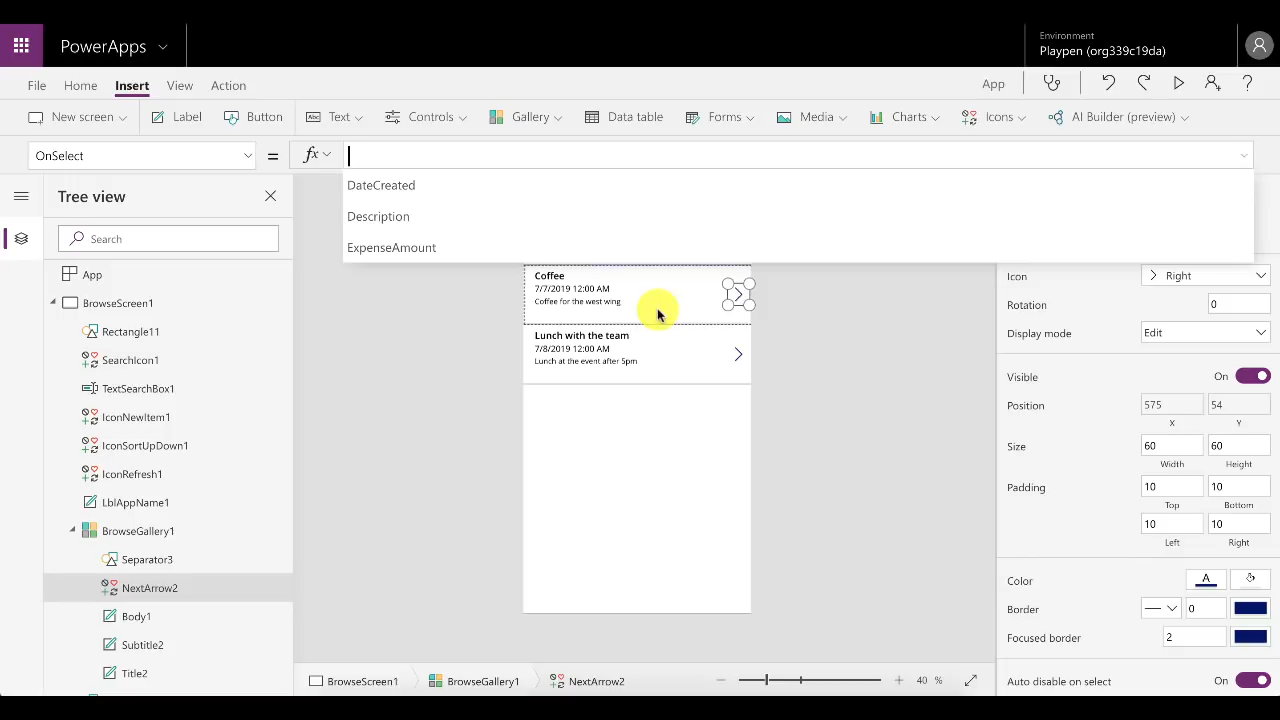 PowerApps
Environment
Playpen (org339c19da)
File Home Insert View Action
App
New screen Label Button Text Controls Gallery Data table Forms Media Charts Icons AI Builder (preview)
OnSelect = fx
DateCreated
Description
ExpenseAmount
Tree view
Search
App
BrowseScreen1
Rectangle11
SearchIcon1
TextSearchBox1
IconNewItem1
IconSortUpDown1
IconRefresh1
LblAppName1
BrowseGallery1
Separator3
NextArrow2
Body1
Subtitle2
Title2
Coffee
7/7/2019 12:00 AM
Coffee for the west wing
Lunch with the team
7/8/2019 12:00 AM
Lunch at the event after 5pm
Icon Right
Rotation 0
Display mode Edit
Visible On
Position 575 54
X Y
Size 60 60
Width Height
Padding 10 10
Top Bottom
10 10
Left Right
Color A
Border 0
Focused border 2
Auto disable on select On
BrowseScreen1 BrowseGallery1 NextArrow2 40 %